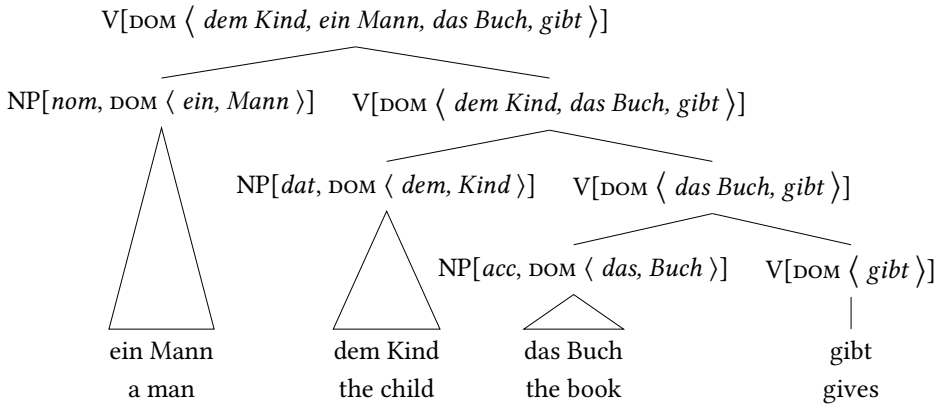 V[DOM ⟨ dem Kind, ein Mann, das Buch, gibt ⟩]
NP[nom, DOM ⟨ ein, Mann ⟩] V[DOM ⟨ dem Kind, das Buch, gibt ⟩]
NP[dat, DOM ⟨ dem, Kind ⟩] V[DOM ⟨ das Buch, gibt ⟩]
NP[acc, DOM ⟨ das, Buch ⟩] V[DOM ⟨ gibt ⟩]
ein Mann dem Kind das Buch gibt
a man the child the book gives